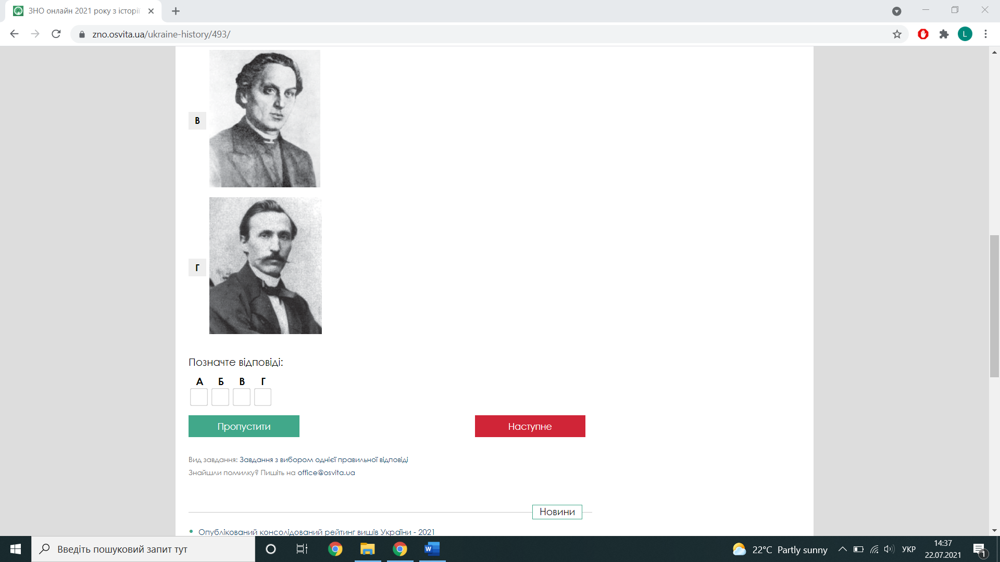 ЗНО онлайн 2021 року з історії
zno.osvita.ua/ukraine-history/493/
L
В
Г
Позначте відповіді:
А Б В Г
Пропустити
Наступне
Вид завдання: Завдання з вибором однієї правильної відповіді
Знайшли помилку? Пишіть на office@osvita.ua
Новини
Опублікований консолідований рейтинг вишів України - 2021
Введіть пошуковий запит тут
22°C Partly sunny
УКР
14:37
22.07.2021
1